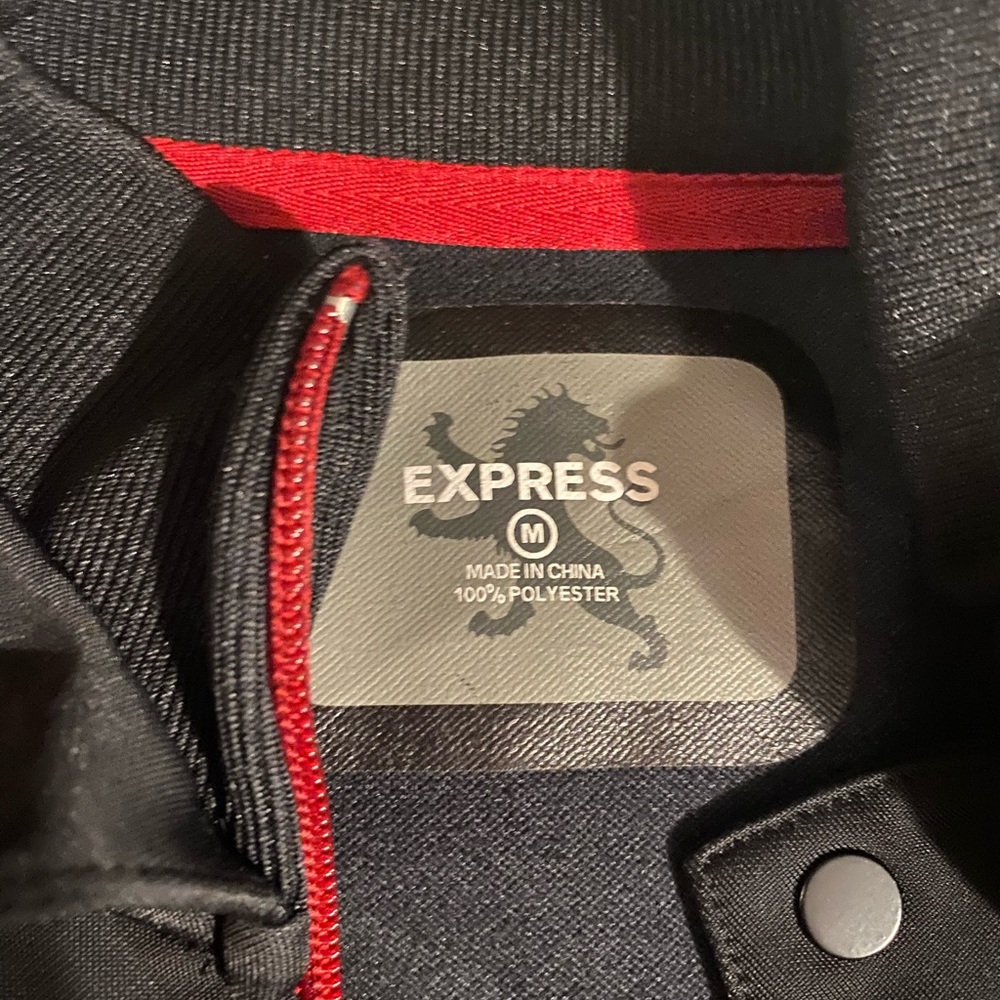 EXPRESS
M
MADE IN CHINA
100% POLYESTER